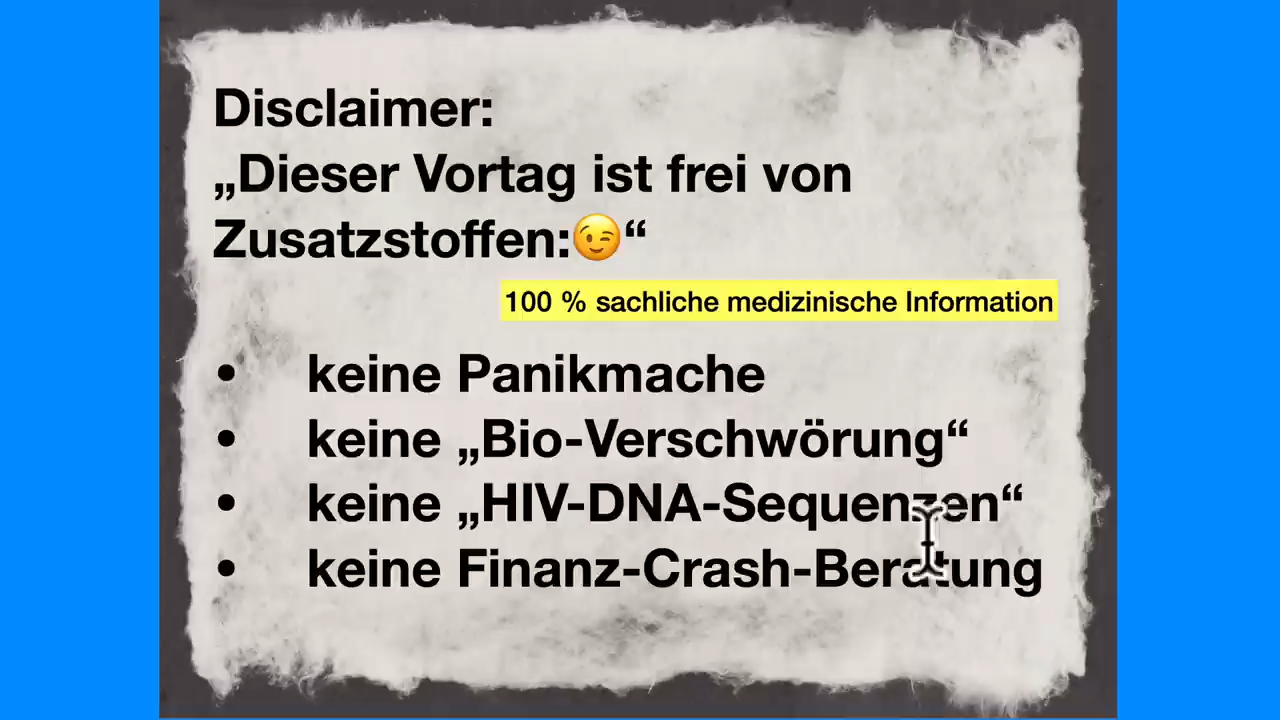 Disclaimer:
„Dieser Vortag ist frei von
Zusatzstoffen:😉“
100 % sachliche medizinische Information
• keine Panikmache
• keine „Bio-Verschwörung“
• keine „HIV-DNA-Sequenzen“
• keine Finanz-Crash-Beratung